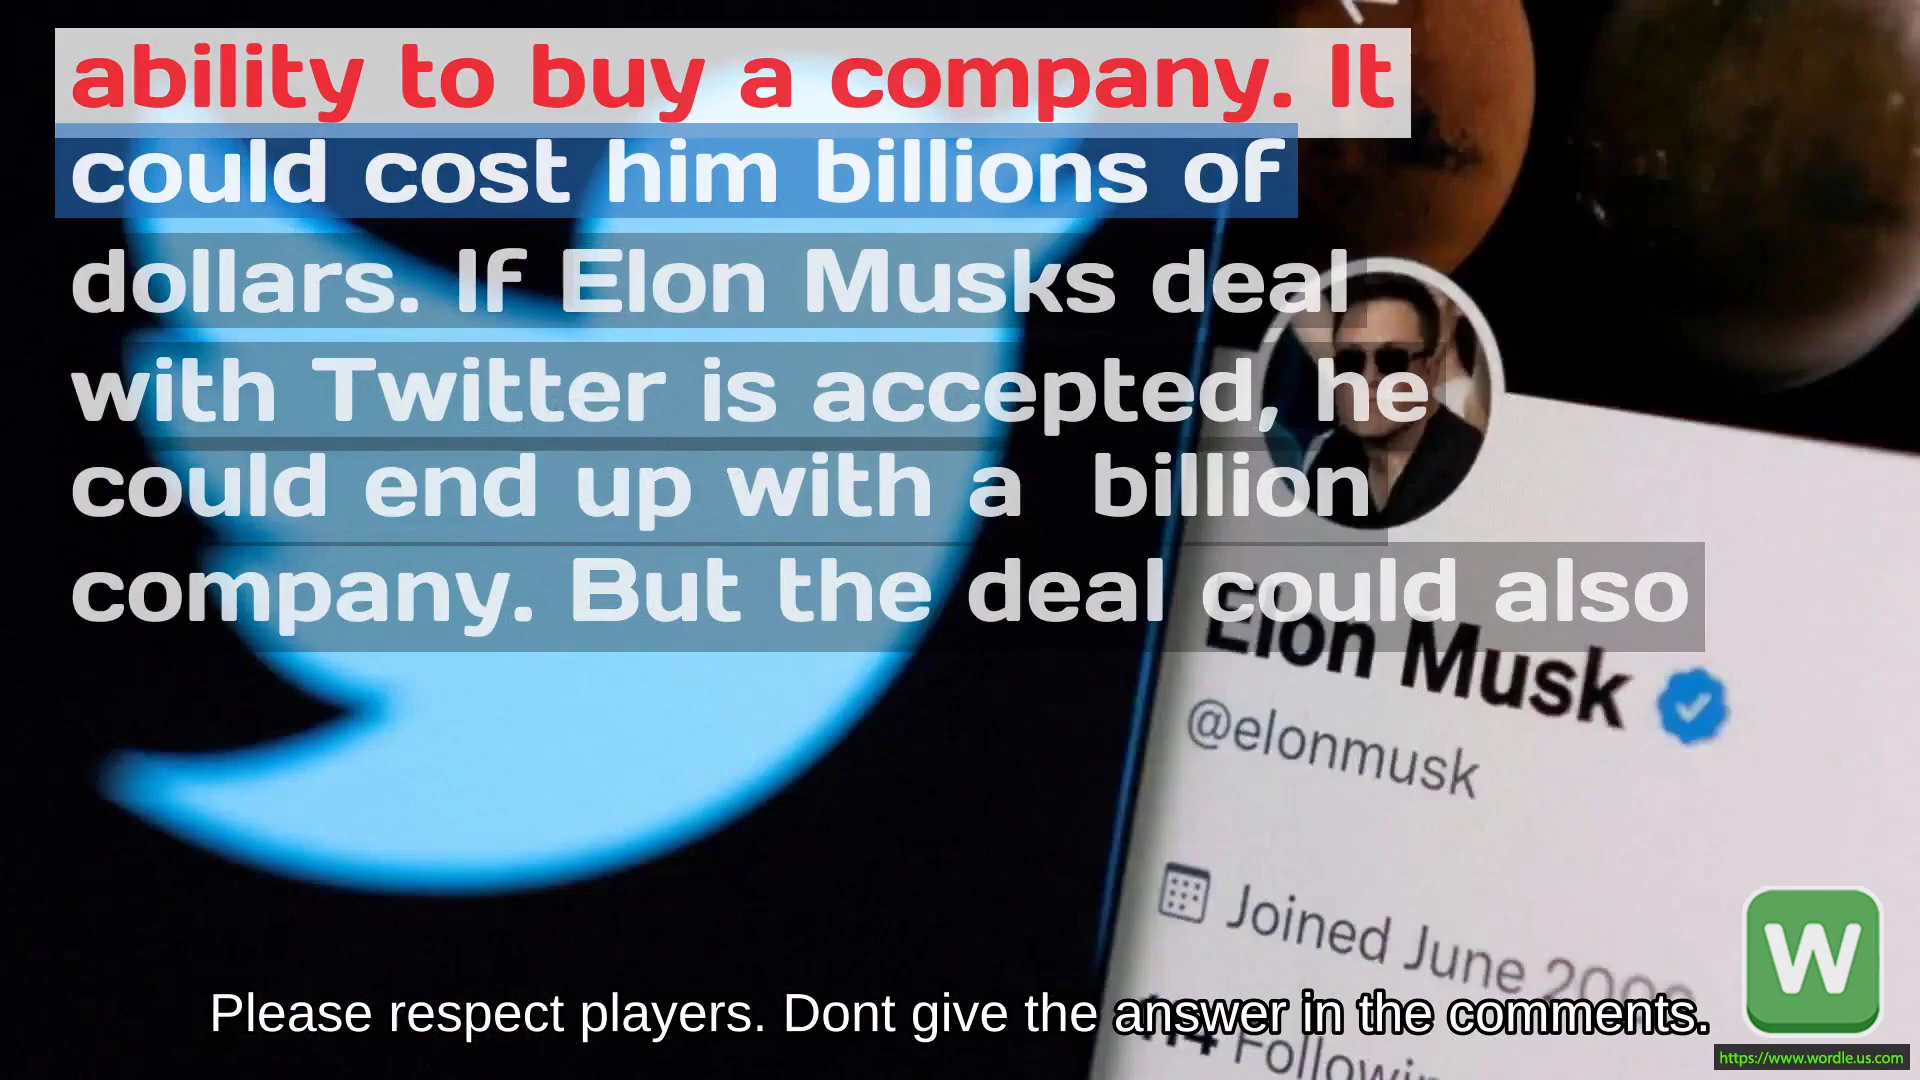 ability to buy a company. It
could cost him billions of
dollars. If Elon Musks deal
with Twitter is accepted, he
could end up with a  billion
company. But the deal could also
Elon Musk
@elonmusk
Joined June
Please respect players. Dont give the answer in the comments.
W
https://www.wordle.us.com